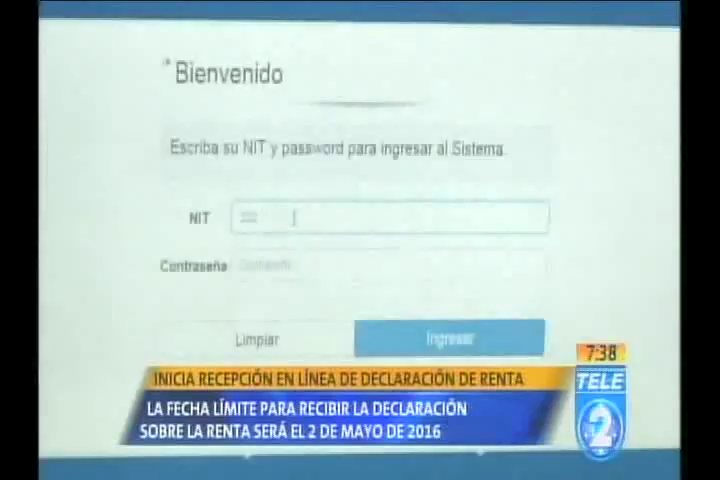 Bienvenido
Escriba su NIT y password para ingresar al Sistema.
NIT
Contraseña
Limpiar
Ingresar
7:38
INICIA RECEPCIÓN EN LÍNEA DE DECLARACIÓN DE RENTA
TELE
2
LA FECHA LÍMITE PARA RECIBIR LA DECLARACIÓN
SOBRE LA RENTA SERÁ EL 2 DE MAYO DE 2016